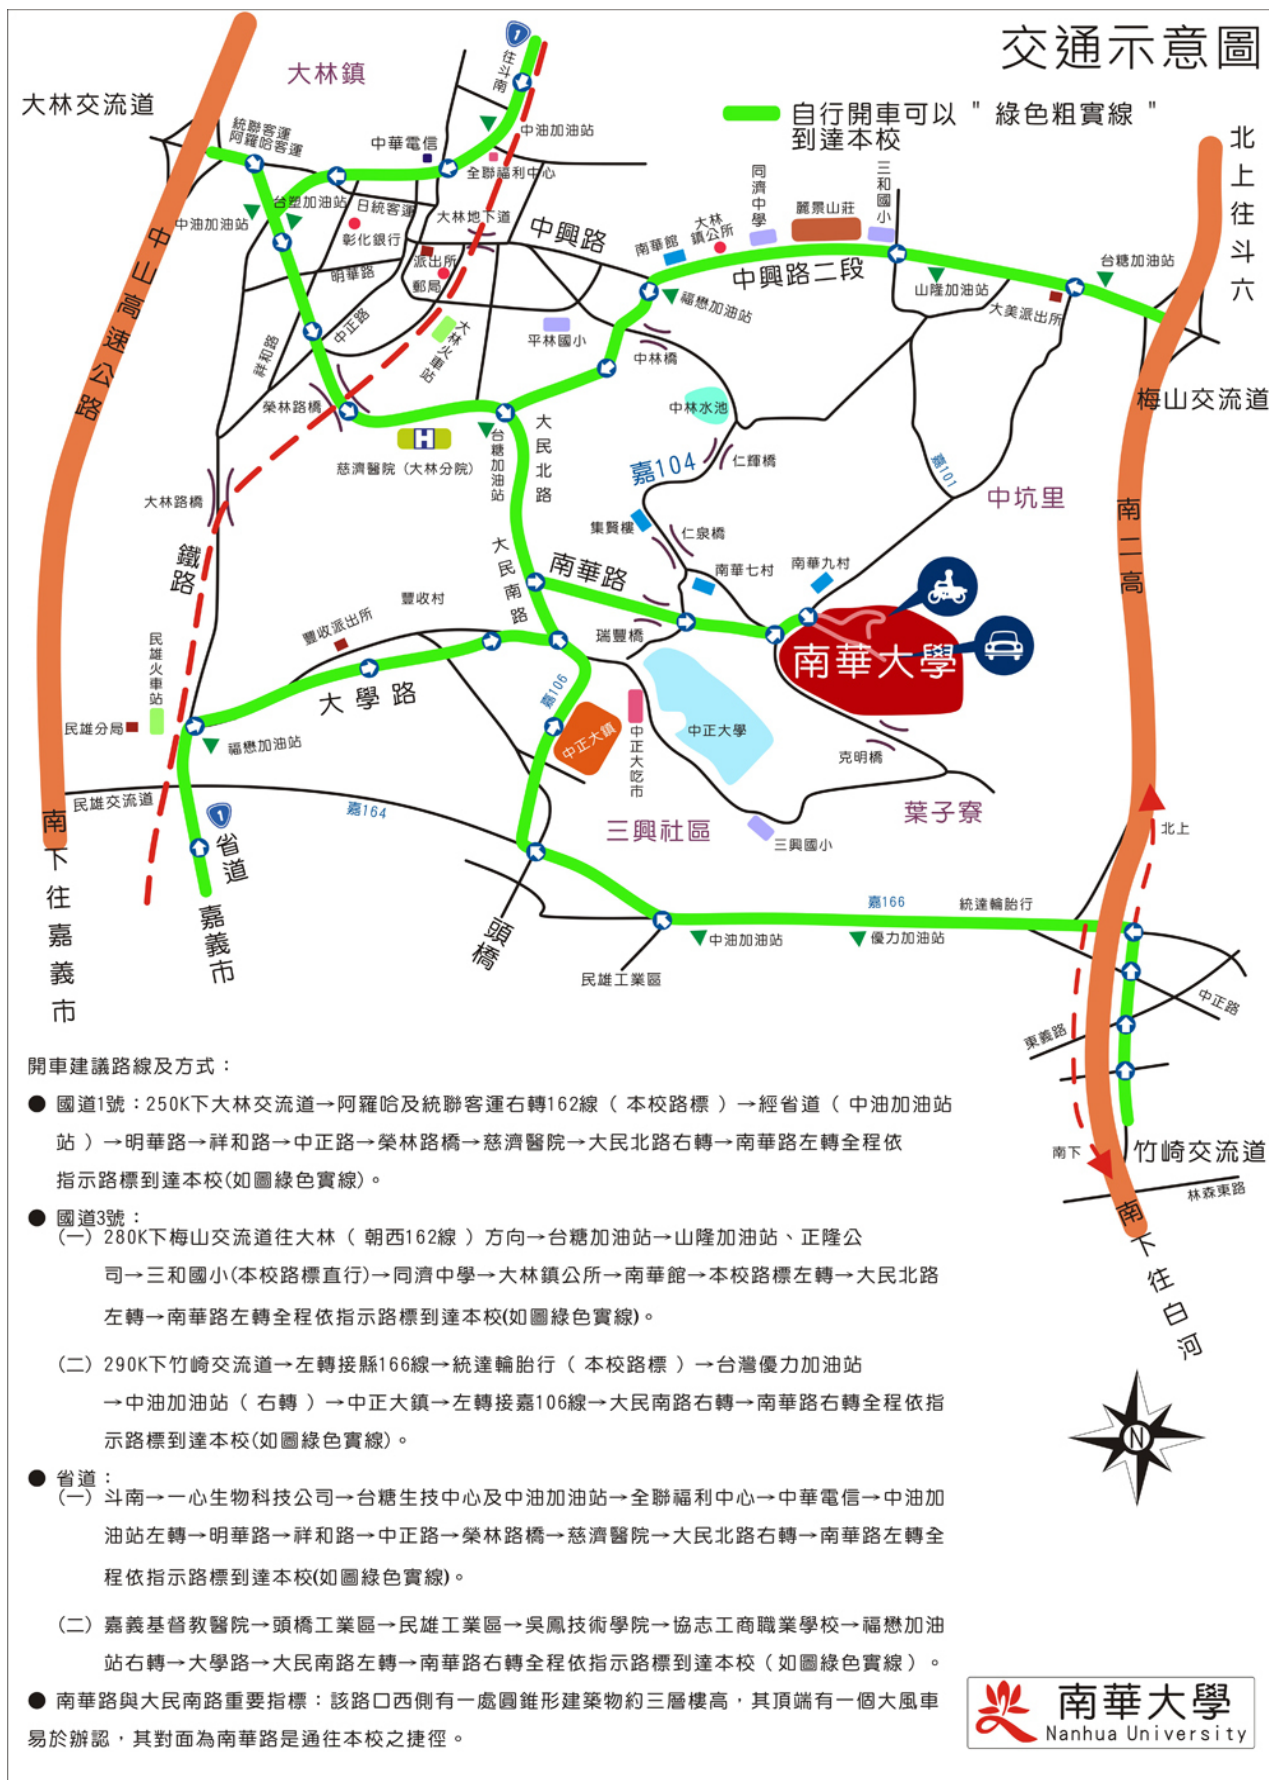 交通示意圖
自行開車可以 " 綠色粗實線 "
到達本校
大林鎮
大林交流道
1
往斗南
中油加油站
統聯客運
阿羅哈客運
中華電信
全聯福利中心
台塑加油站
日統客運
中油加油站
彰化銀行
大林地下道
派出所
郵局
明華路
中正路
祥和路
大林火車站
中興路
南華館
大林鎮公所
同濟中學
麗景山莊
三和國小
中興路二段
福懋加油站
山隆加油站
大美派出所
台糖加油站
北上往斗六
梅山交流道
中山高速公路
平林國小
中林橋
中林水池
榮林路橋
H
慈濟醫院 (大林分院)
台糖加油站
大民北路
嘉104
仁輝橋
嘉101
中坑里
南二高
大林路橋
鐵路
集賢樓
仁泉橋
大民南路
南華路
南華七村
南華九村
豐收村
豐收派出所
瑞豐橋
南華大學
民雄火車站
大學路
嘉106
民雄分局
福懋加油站
中正大鎮
中正大吃市
中正大學
克明橋
民雄交流道
嘉164
三興社區
三興國小
葉子寮
北上
南下往嘉義市
1
省道
嘉義市
頭橋
嘉166
統達輪胎行
中油加油站
優力加油站
民雄工業區
中正路
東義路
南下
竹崎交流道
林森東路
南下往白河
N
開車建議路線及方式：
● 國道1號：250K下大林交流道→阿羅哈及統聯客運右轉162線（ 本校路標 ）→經省道（ 中油加油站
站 ）→明華路→祥和路→中正路→榮林路橋→慈濟醫院→大民北路右轉→南華路左轉全程依
指示路標到達本校(如圖綠色實線)。
● 國道3號：
(一) 280K下梅山交流道往大林（ 朝西162線 ）方向→台糖加油站→山隆加油站、正隆公
司→三和國小(本校路標直行)→同濟中學→大林鎮公所→南華館→本校路標左轉→大民北路
左轉→南華路左轉全程依指示路標到達本校(如圖綠色實線)。
(二) 290K下竹崎交流道→左轉接縣166線→統達輪胎行（ 本校路標 ）→台灣優力加油站
→中油加油站（ 右轉 ）→中正大鎮→左轉接嘉106線→大民南路右轉→南華路右轉全程依指
示路標到達本校(如圖綠色實線)。
● 省道：
(一) 斗南→一心生物科技公司→台糖生技中心及中油加油站→全聯福利中心→中華電信→中油加
油站左轉→明華路→祥和路→中正路→榮林路橋→慈濟醫院→大民北路右轉→南華路左轉全
程依指示路標到達本校(如圖綠色實線)。
(二) 嘉義基督教醫院→頭橋工業區→民雄工業區→吳鳳技術學院→協志工商職業學校→福懋加油
站右轉→大學路→大民南路左轉→南華路右轉全程依指示路標到達本校（如圖綠色實線）。
● 南華路與大民南路重要指標：該路口西側有一處圓錐形建築物約三層樓高，其頂端有一個大風車
易於辦認，其對面為南華路是通往本校之捷徑。
南華大學
Nanhua University